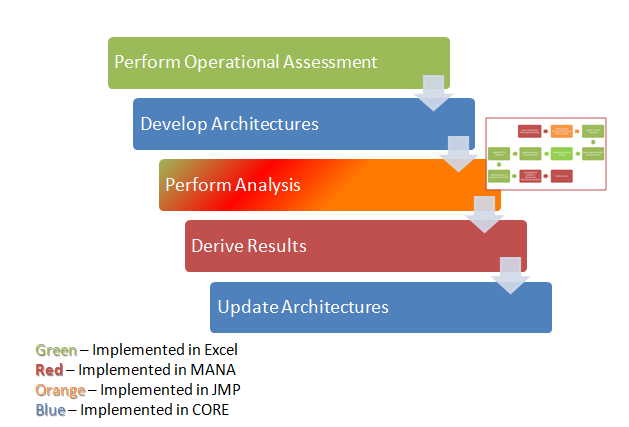 Perform Operational Assessment
Develop Architectures
Perform Analysis
Derive Results
Update Architectures
Green – Implemented in Excel
Red – Implemented in MANA
Orange – Implemented in JMP
Blue – Implemented in CORE